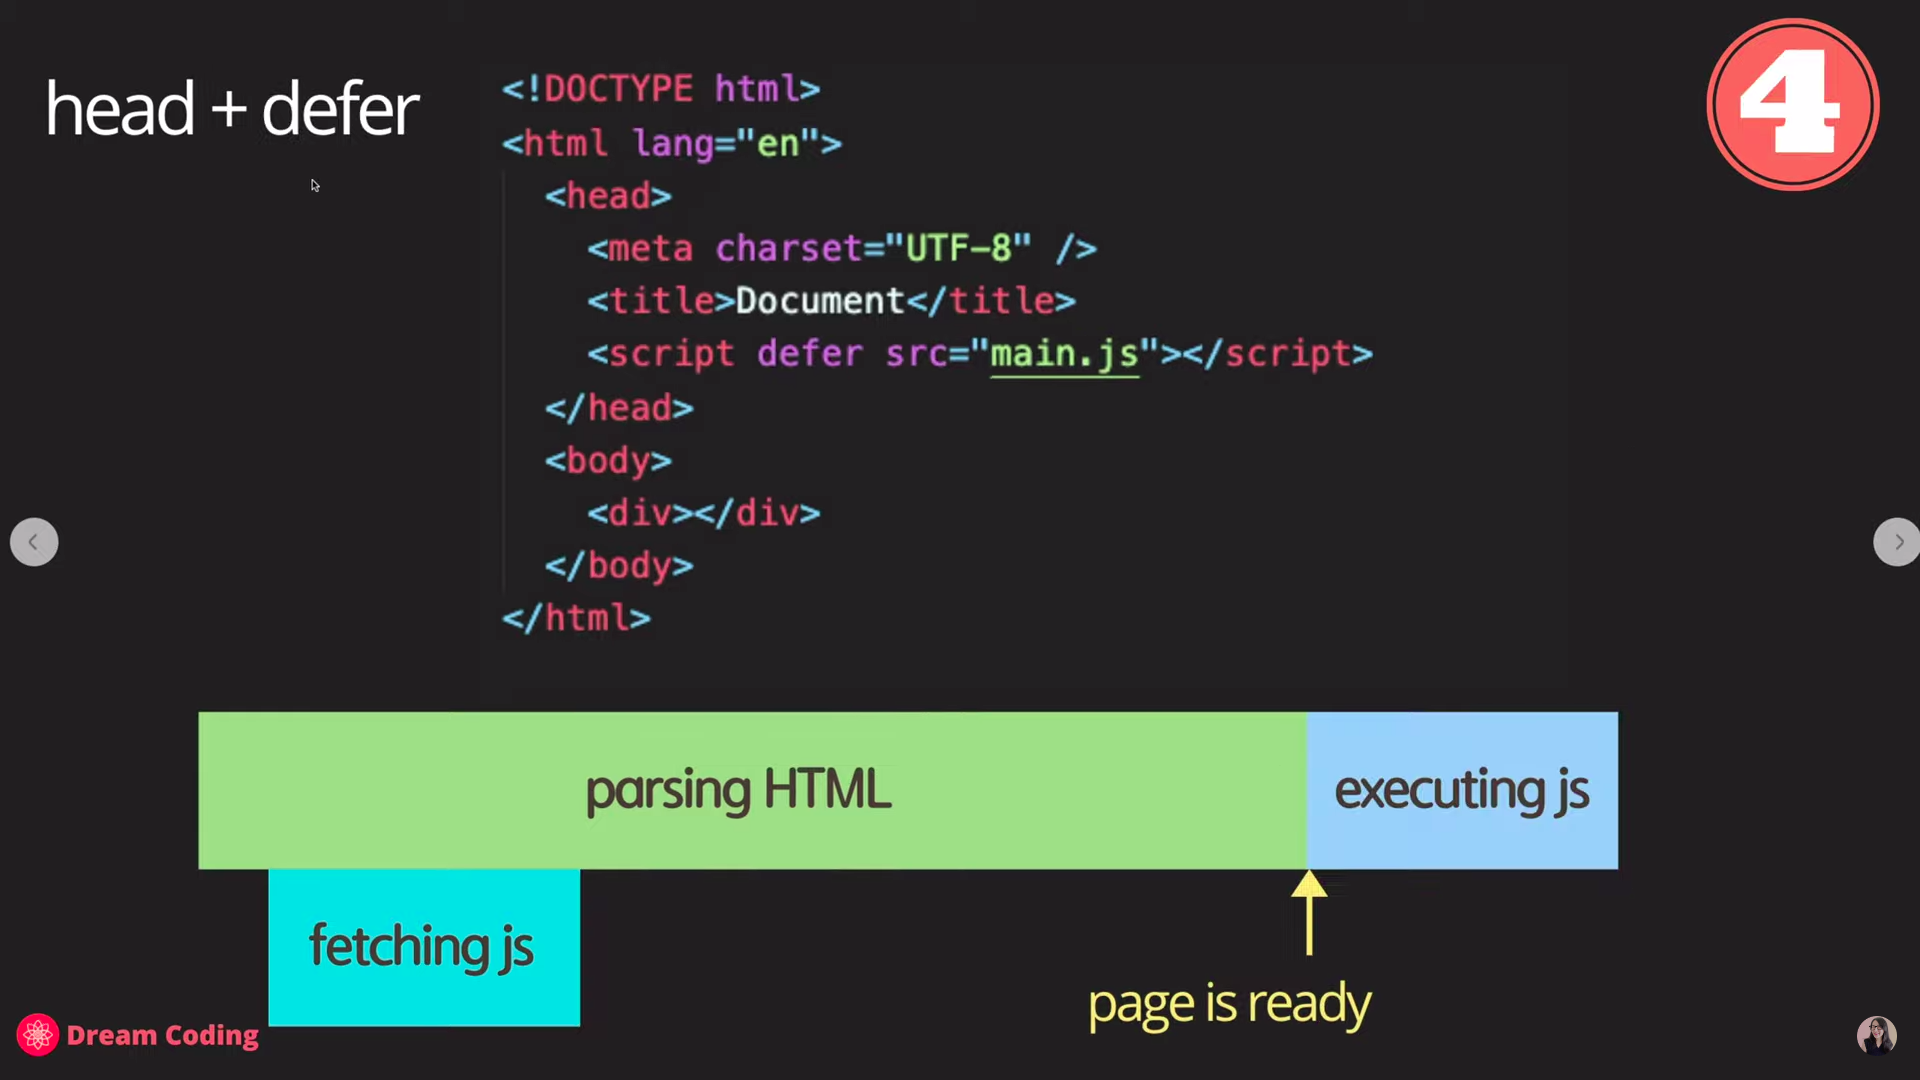 head + defer
4
<!DOCTYPE html>
<html lang="en">
<head>
<meta charset="UTF-8" />
<title>Document</title>
<script defer src="main.js"></script>
</head>
<body>
<div></div>
</body>
</html>
parsing HTML
executing js
fetching js
page is ready
Dream Coding